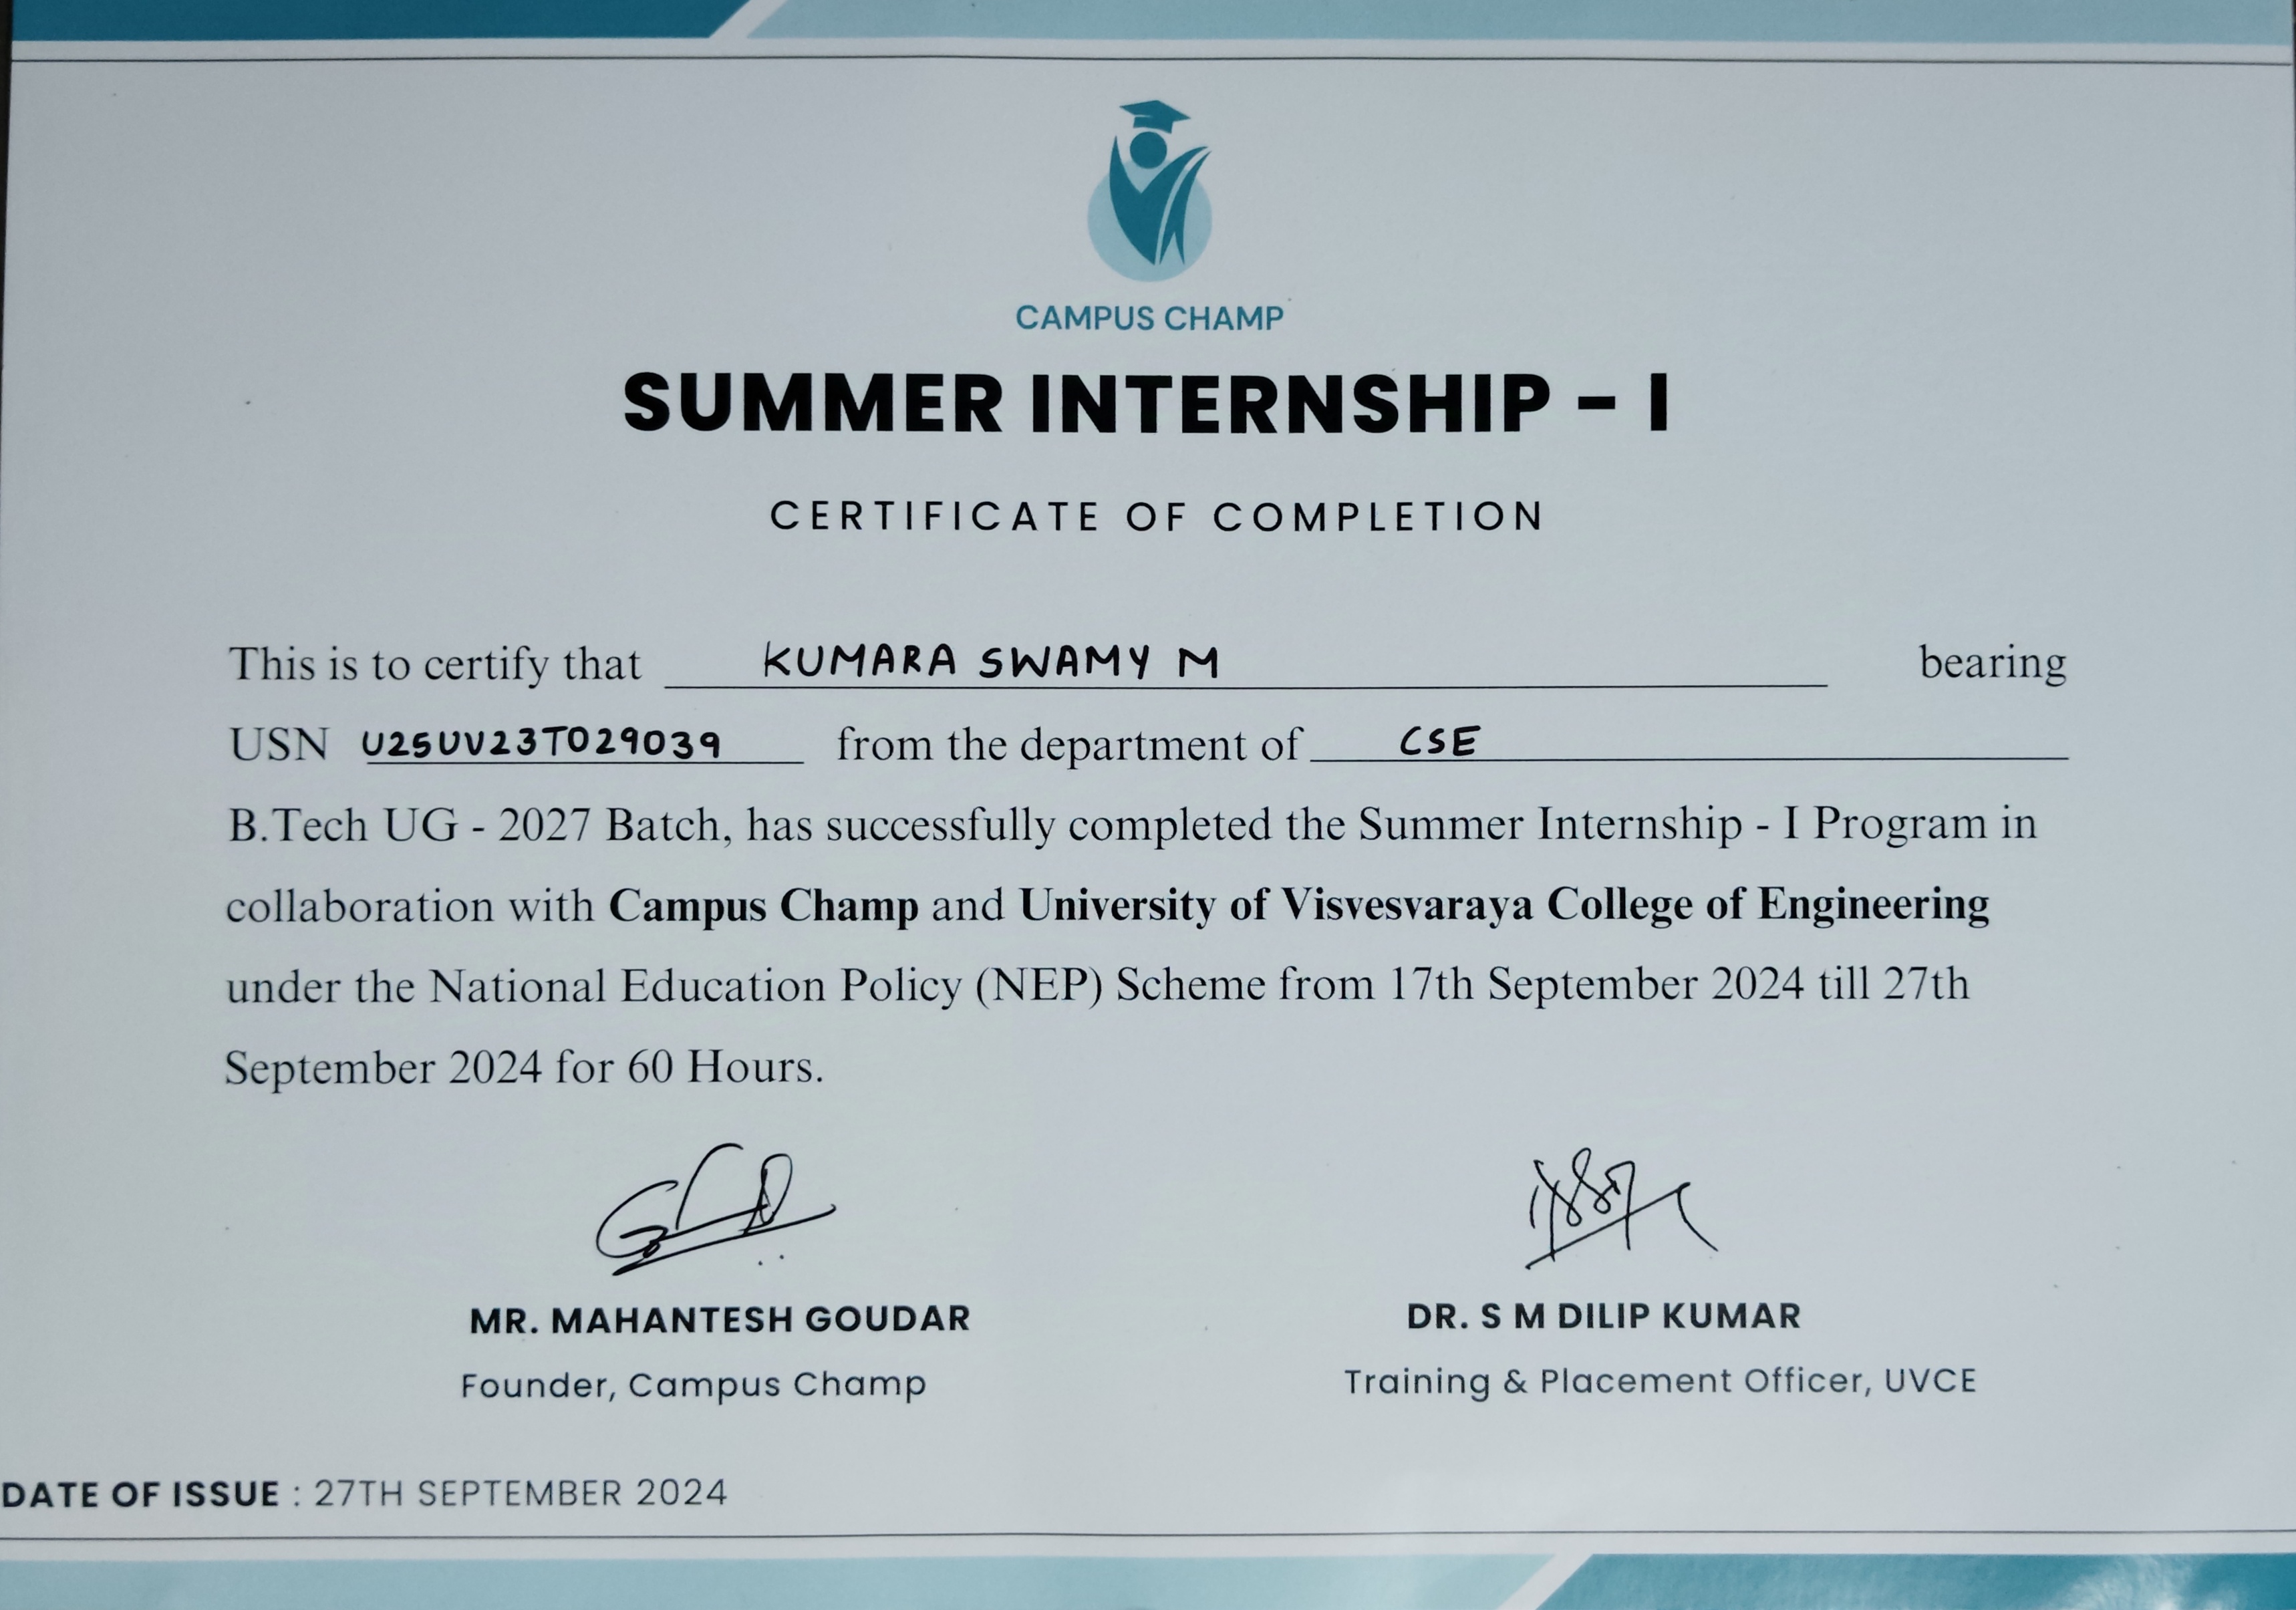 CAMPUS CHAMP
SUMMER INTERNSHIP - I
CERTIFICATE OF COMPLETION
This is to certify that KUMARA SWAMY M bearing
USN U25UV23T029039 from the department of CSE
B.Tech UG - 2027 Batch, has successfully completed the Summer Internship - I Program in
collaboration with Campus Champ and University of Visvesvaraya College of Engineering
under the National Education Policy (NEP) Scheme from 17th September 2024 till 27th
September 2024 for 60 Hours.
MR. MAHANTESH GOUDAR
Founder, Campus Champ
DR. S M DILIP KUMAR
Training & Placement Officer, UVCE
DATE OF ISSUE : 27TH SEPTEMBER 2024